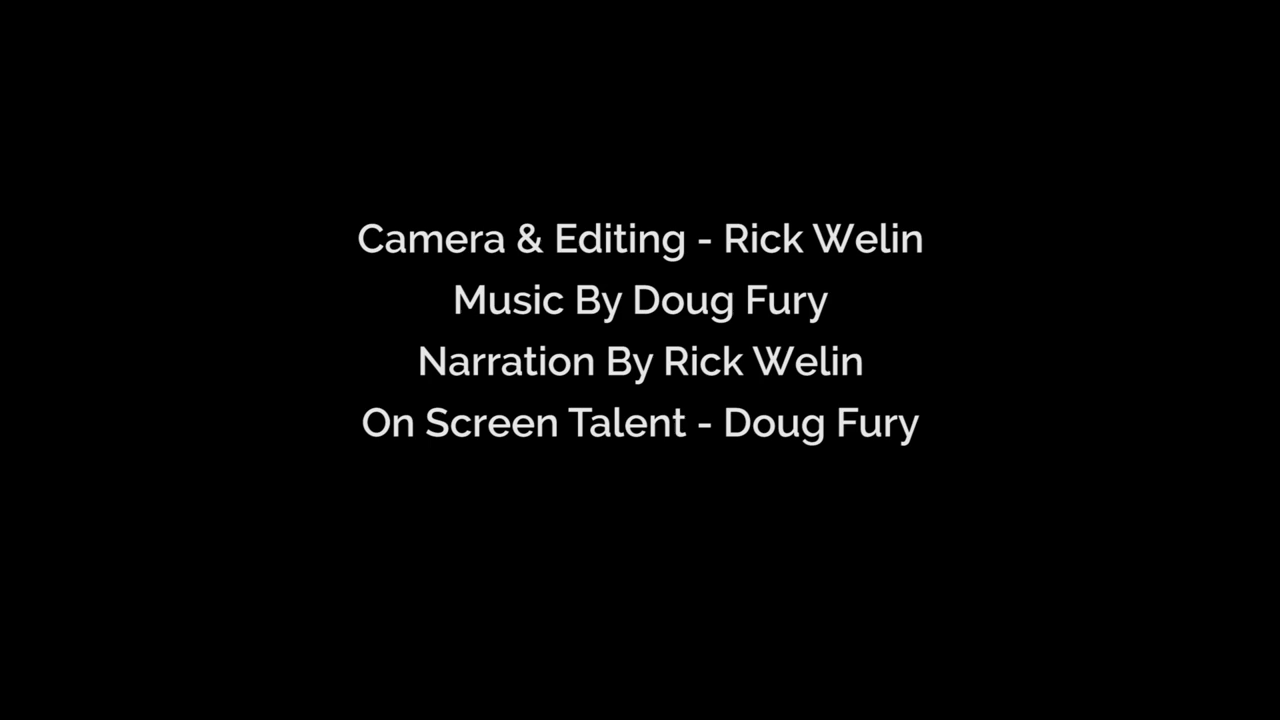 Camera & Editing - Rick Welin
Music By Doug Fury
Narration By Rick Welin
On Screen Talent - Doug Fury